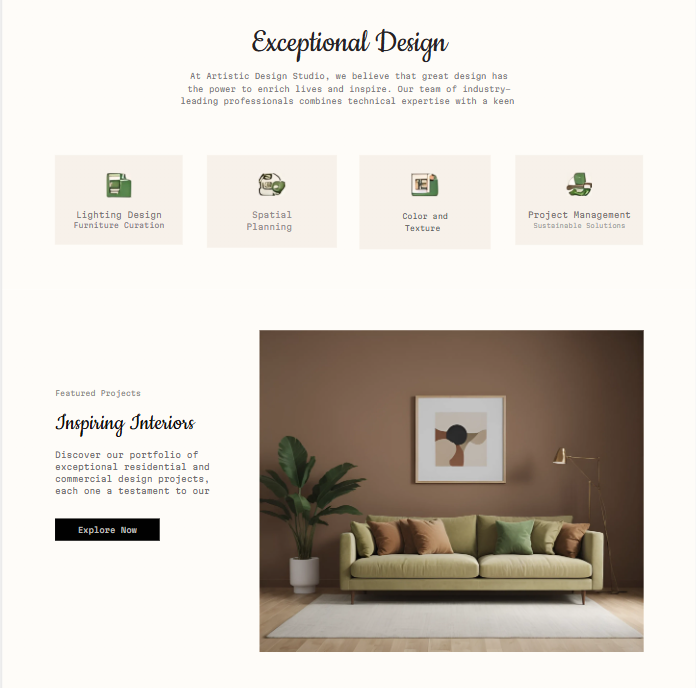 Exceptional Design
At Artistic Design Studio, we believe that great design has
the power to enrich lives and inspire. Our team of industry-
leading professionals combines technical expertise with a keen
Lighting Design
Furniture Curation
Spatial
Planning
Color and
Texture
Project Management
Sustainable Solutions
Featured Projects
Inspiring Interiors
Discover our portfolio of
exceptional residential and
commercial design projects,
each one a testament to our
Explore Now